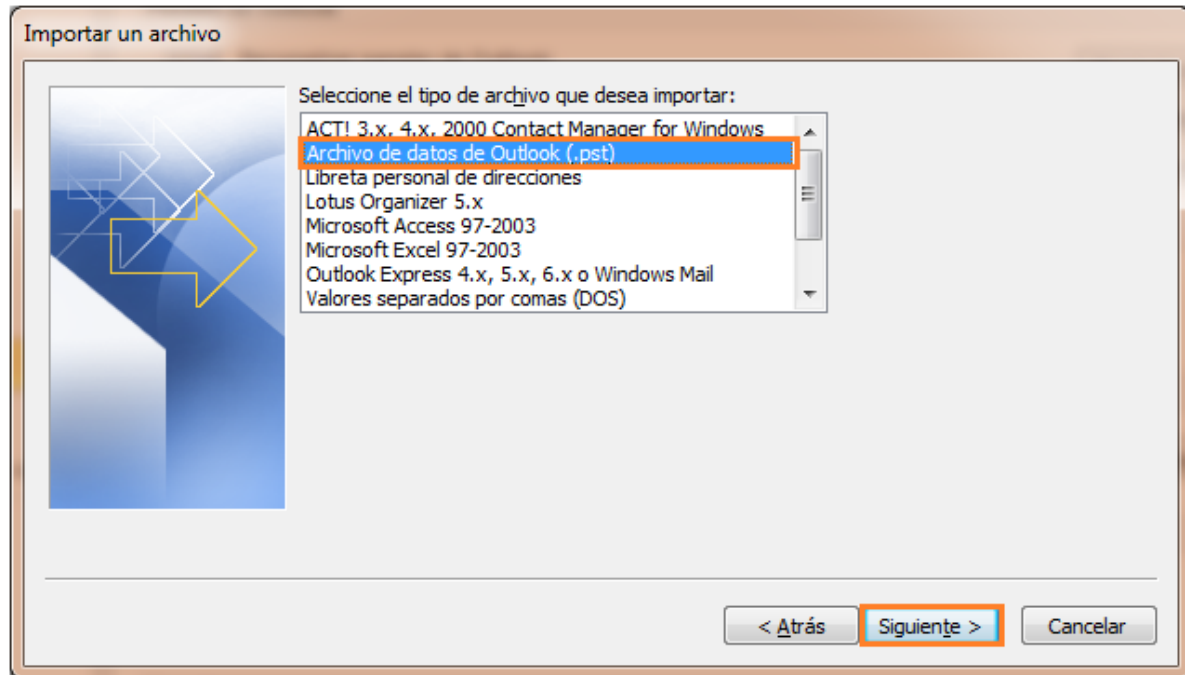 Importar un archivo
Seleccione el tipo de archivo que desea importar:
ACT! 3.x, 4.x, 2000 Contact Manager for Windows
Archivo de datos de Outlook (.pst)
Libreta personal de direcciones
Lotus Organizer 5.x
Microsoft Access 97-2003
Microsoft Excel 97-2003
Outlook Express 4.x, 5.x, 6.x o Windows Mail
Valores separados por comas (DOS)
< Atrás Siguiente > Cancelar